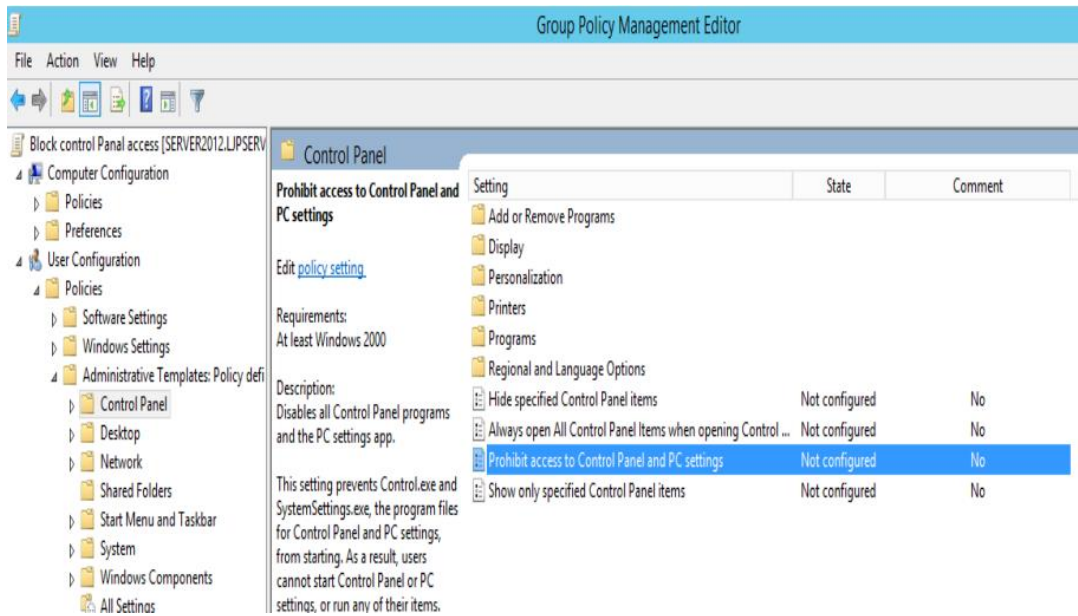 Group Policy Management Editor
File Action View Help
Block control Panal access [SERVER2012.LJPSERV
Computer Configuration
Policies
Preferences
User Configuration
Policies
Software Settings
Windows Settings
Administrative Templates: Policy defi
Control Panel
Desktop
Network
Shared Folders
Start Menu and Taskbar
System
Windows Components
All Settings
Control Panel
Prohibit access to Control Panel and
PC settings
Edit policy setting
Requirements:
At least Windows 2000
Description:
Disables all Control Panel programs
and the PC settings app.
This setting prevents Control.exe and
SystemSettings.exe, the program files
for Control Panel and PC settings,
from starting. As a result, users
cannot start Control Panel or PC
settings, or run any of their items.
Setting State Comment
Add or Remove Programs
Display
Personalization
Printers
Programs
Regional and Language Options
Hide specified Control Panel items Not configured No
Always open All Control Panel Items when opening Control ... Not configured No
Prohibit access to Control Panel and PC settings Not configured No
Show only specified Control Panel items Not configured No